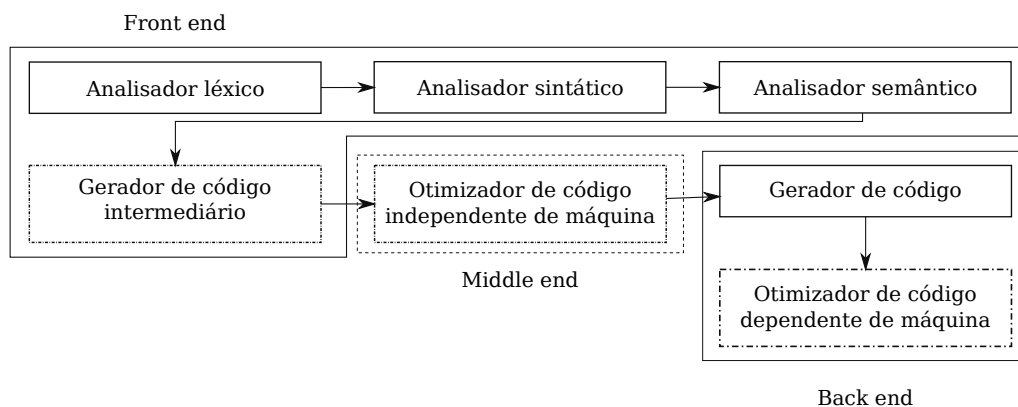 Front end
Analisador léxico
Analisador sintático
Analisador semântico
Gerador de código
intermediário
Otimizador de código
independente de máquina
Gerador de código
Middle end
Otimizador de código
dependente de máquina
Back end